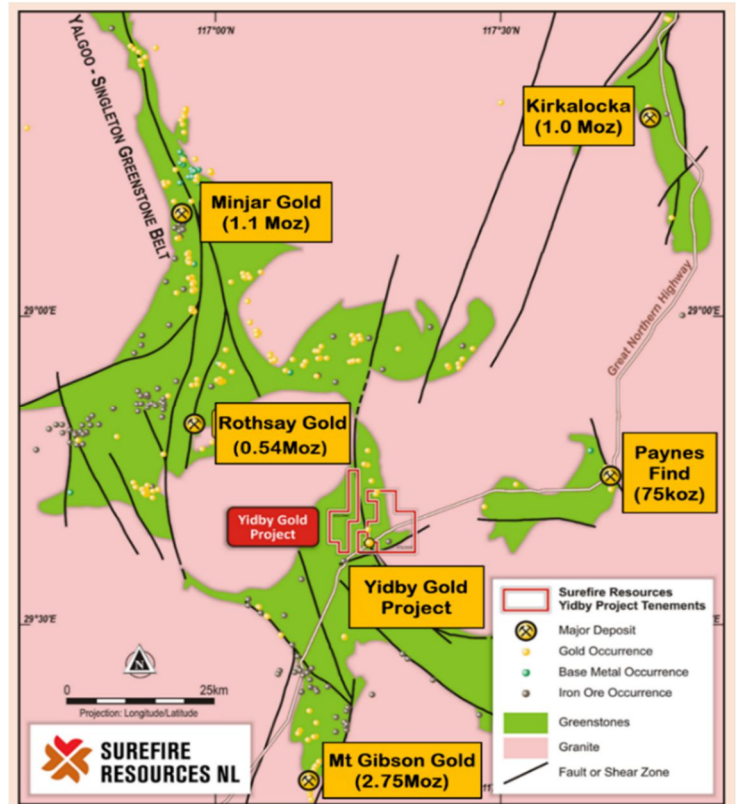 117°00'E
117°30'E
YALGOO - SINGLETON GREENSTONE BELT
Kirkalocka
(1.0 Moz)
Minjar Gold
(1.1 Moz)
Great Northern Highway
29°00'E
29°00'E
Rothsay Gold
(0.54Moz)
Paynes
Find
(75koz)
Yidby Gold
Project
Yidby Gold
Project
29°30'E
Surefire Resources
Yidby Project Tenements
Major Deposit
Gold Occurrence
Base Metal Occurrence
Iron Ore Occurrence
Greenstones
Granite
Fault or Shear Zone
N
0
25km
Projection: Longitude/Latitude
SUREFIRE
RESOURCES NL
Mt Gibson Gold
(2.75Moz)